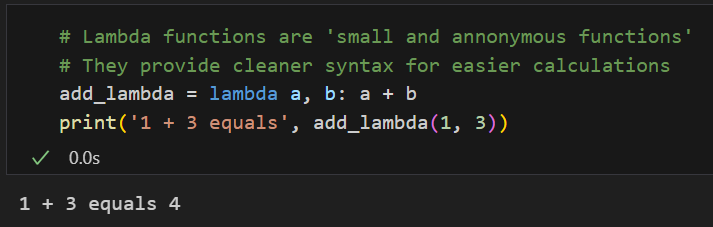 # Lambda functions are 'small and annonymous functions'
# They provide cleaner syntax for easier calculations
add_lambda = lambda a, b: a + b
print('1 + 3 equals', add_lambda(1, 3))
0.0s
1 + 3 equals 4